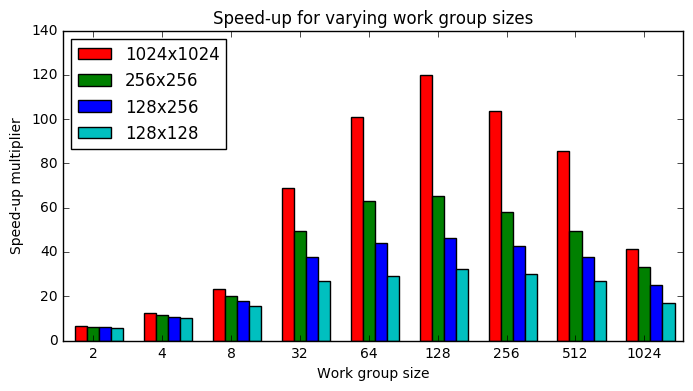 Speed-up for varying work group sizes
140
120
100
80
60
40
20
0
Speed-up multiplier
1024x1024
256x256
128x256
128x128
2 4 8 32 64 128 256 512 1024
Work group size